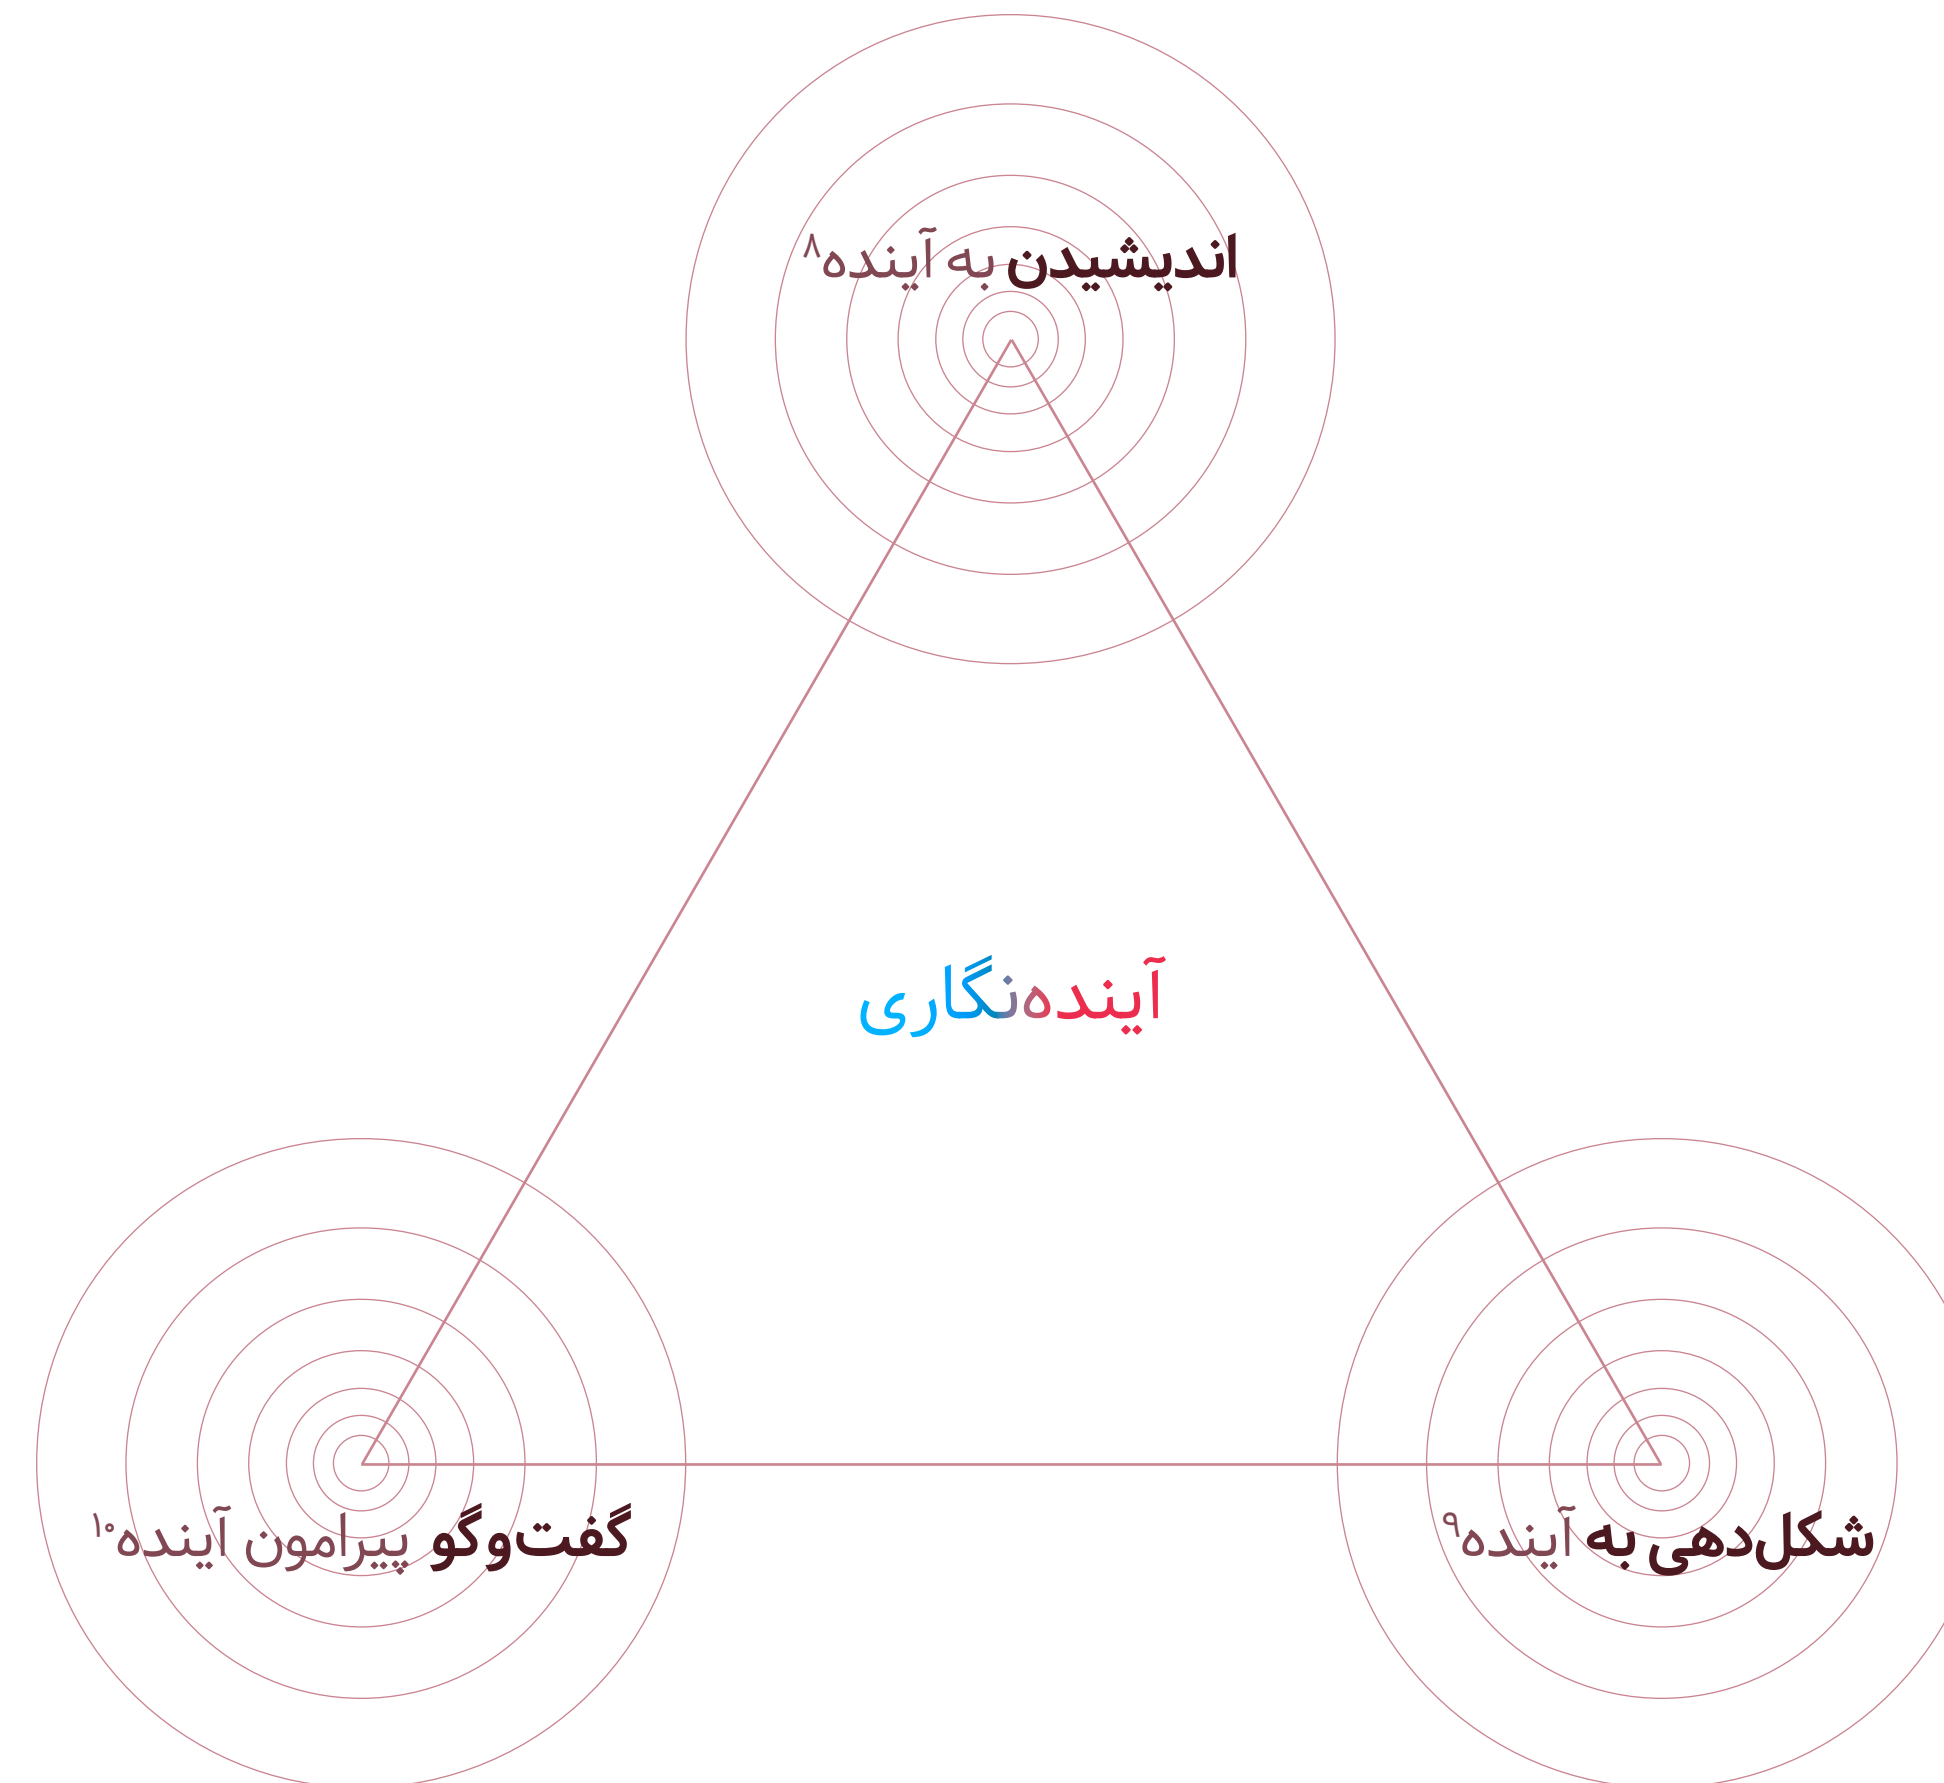 اندیشیدن به آینده۸
آینده‌نگاری
شکل‌دهی به آینده۹
گفت‌وگو پیرامون آینده۱۰